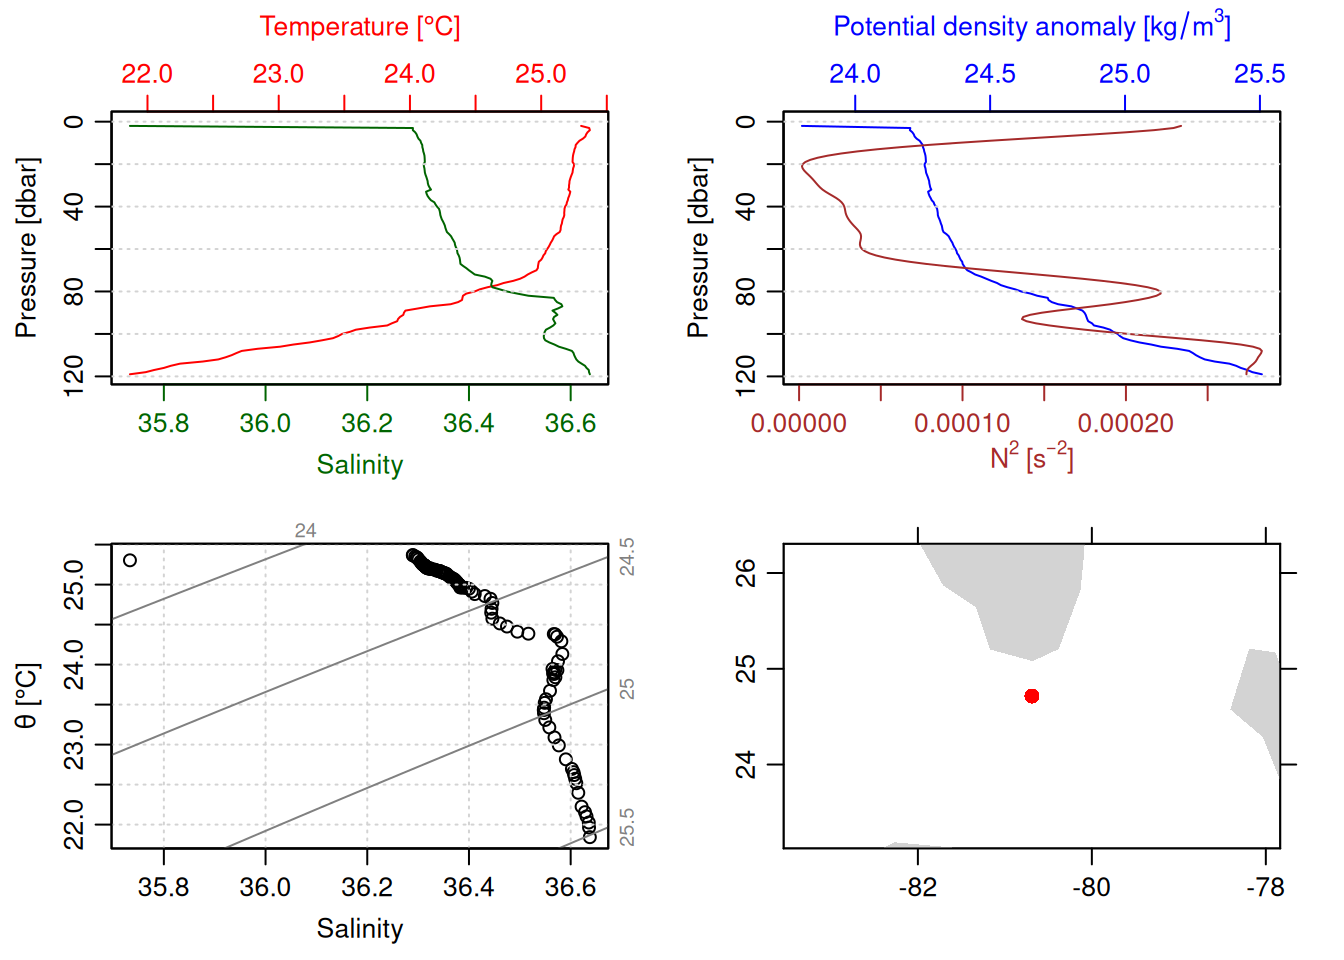 Temperature [°C]
22.0 23.0 24.0 25.0
Pressure [dbar]
0 40 80 120
35.8 36.0 36.2 36.4 36.6
Salinity
Potential density anomaly [kg/m³]
24.0 24.5 25.0 25.5
Pressure [dbar]
0 40 80 120
0.00000 0.00010 0.00020
N² [s⁻²]
24
24.5
25
25.5
θ [°C]
25.0 24.0 23.0 22.0
35.8 36.0 36.2 36.4 36.6
Salinity
26
25
24
-82 -80 -78